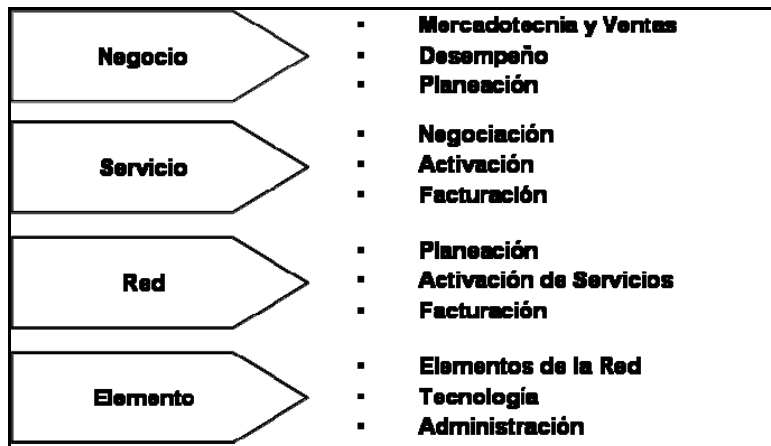 Negocio
▪ Mercadotecnia y Ventas
▪ Desempeño
▪ Planeación
Servicio
▪ Negociación
▪ Activación
▪ Facturación
Red
▪ Planeación
▪ Activación de Servicios
▪ Facturación
Elemento
▪ Elementos de la Red
▪ Tecnología
▪ Administración